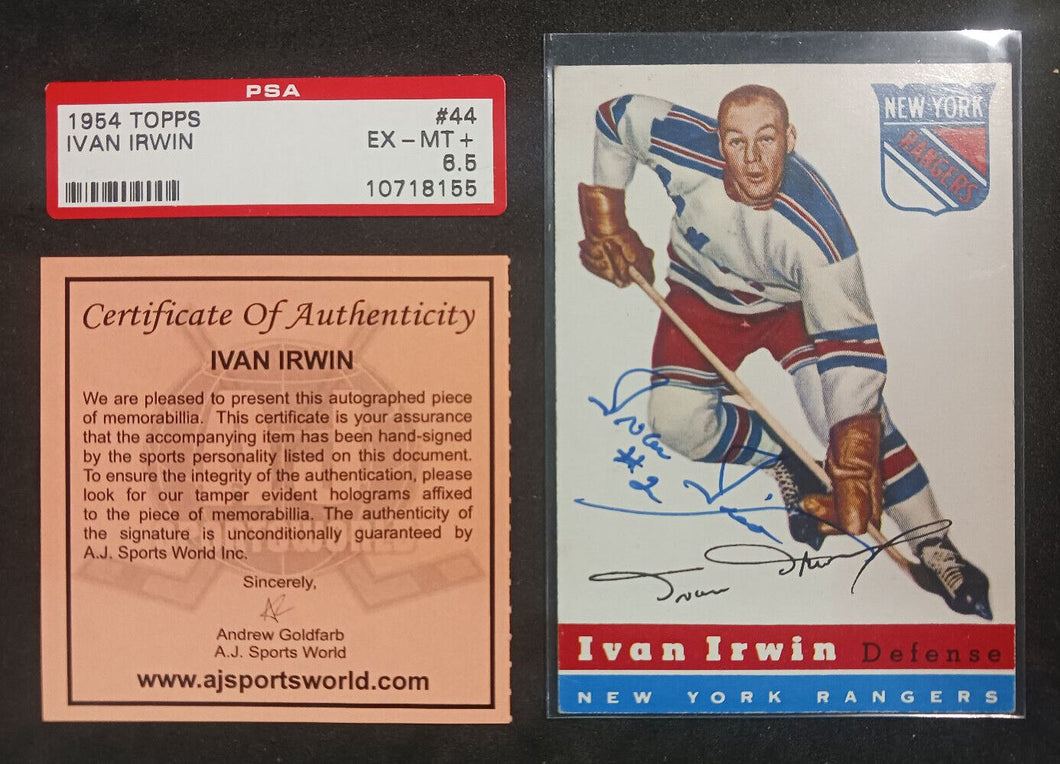 PSA
1954 TOPPS #44
IVAN IRWIN EX-MT+
6.5
10718155
Certificate Of Authenticity
IVAN IRWIN
We are pleased to present this autographed piece
of memorabillia. This certificate is your assurance
that the accompanying item has been hand-signed
by the sports personality listed on this document.
To ensure the integrity of the authentication, please
look for our tamper evident holograms affixed
to the piece of memorabillia. The authenticity of
the signature is unconditionally guaranteed by
A.J. Sports World Inc.
Sincerely,
Andrew Goldfarb
A.J. Sports World
www.ajsportsworld.com
NEW YORK
RANGERS
Ivan
#2
Irwin
Ivan Irwin
Ivan Irwin Defense
NEW YORK RANGERS